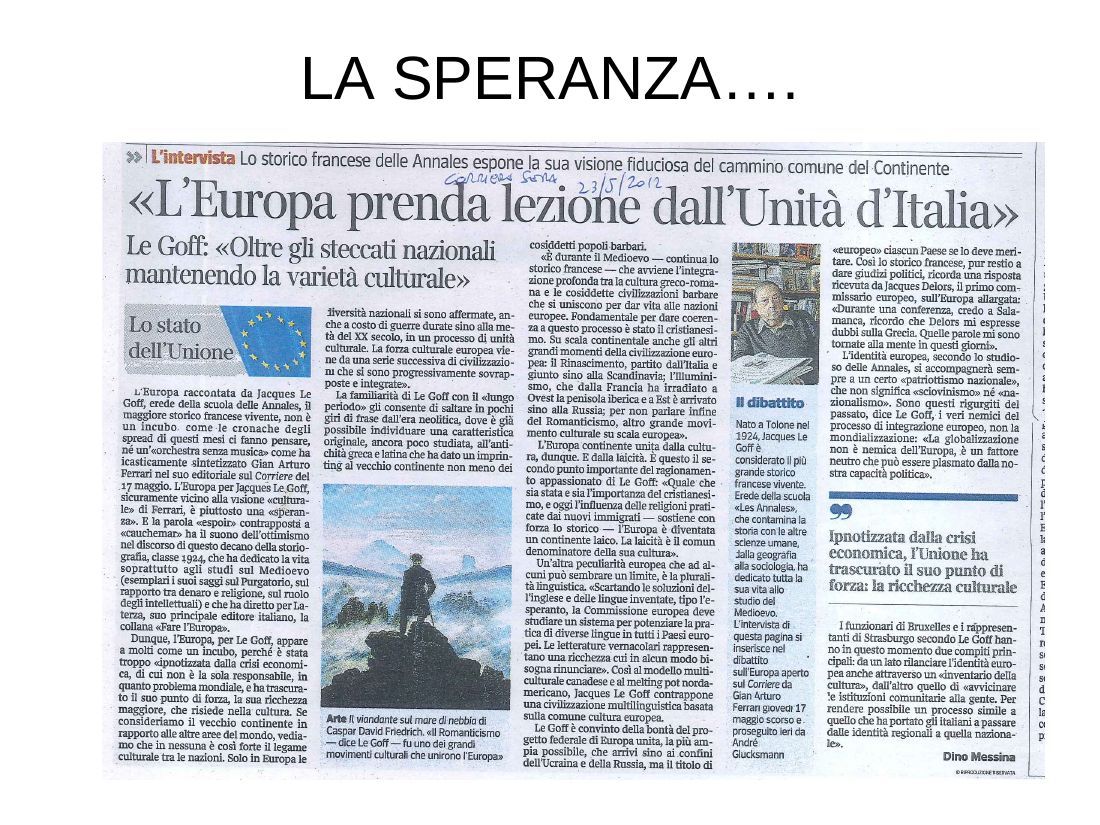 LA SPERANZA….
›› L'intervista Lo storico francese delle Annales espone la sua visione fiduciosa del cammino comune del Continente
CORRIERE SERA 23/5/2012
«L'Europa prenda lezione dall'Unità d'Italia»
Le Goff: «Oltre gli steccati nazionali
mantenendo la varietà culturale»
Lo stato
dell'Unione
L'Europa raccontata da Jacques Le
Goff, erede della scuola delle Annales, il
maggiore storico francese vivente, non è
un incubo come le cronache degli
spread di questi mesi ci fanno pensare,
né un'«orchestra senza musica» come ha
icasticamente sintetizzato Gian Arturo
Ferrari nel suo editoriale sul Corriere del
17 maggio. L'Europa per Jacques Le Goff,
sicuramente vicino alla visione «cultura-
le» di Ferrari, è piuttosto una «speran-
za». E la parola «espoir» contrapposta a
«cauchemar» ha il suono dell'ottimismo
nel discorso di questo decano della storio-
grafia, classe 1924, che ha dedicato la vita
soprattutto agli studi sul Medioevo
(esemplari i suoi saggi sul Purgatorio, sul
rapporto tra denaro e religione, sul ruolo
degli intellettuali) e che ha diretto per La-
terza, suo principale editore italiano, la
collana «Fare l'Europa».
Dunque, l'Europa, per Le Goff, appare
a molti come un incubo, perché è stata
troppo «ipnotizzata dalla crisi economi-
ca, di cui non è la sola responsabile, in
quanto problema mondiale, e ha trascura-
to il suo punto di forza, la sua ricchezza
maggiore, che risiede nella cultura. Se
consideriamo il vecchio continente in
rapporto alle altre aree del mondo, vedia-
mo che in nessuna è così forte il legame
culturale tra le nazioni. Solo in Europa le
diversità nazionali si sono affermate, an-
che a costo di guerre durate sino alla me-
tà del XX secolo, in un processo di unità
culturale. La forza culturale europea vie-
ne da una serie successiva di civilizzazio-
ni che si sono progressivamente sovrap-
poste e integrate».
La familiarità di Le Goff con il «lungo
periodo» gli consente di saltare in pochi
giri di frase dall'era neolitica, dove è già
possibile individuare una caratteristica
originale, ancora poco studiata, all'anti-
chità greca e latina che ha dato un imprin-
ting al vecchio continente non meno dei
Arte Il viandante sul mare di nebbia di
Caspar David Friedrich. «Il Romanticismo
— dice Le Goff — fu uno dei grandi
movimenti culturali che unirono l'Europa»
cosiddetti popoli barbari.
«È durante il Medioevo — continua lo
storico francese — che avviene l'integra-
zione profonda tra la cultura greco-roma-
na e le cosiddette civilizzazioni barbare
che si uniscono per dar vita alle nazioni
europee. Fondamentale per dare coeren-
za a questo processo è stato il cristianesi-
mo. Su scala continentale anche gli altri
grandi momenti della civilizzazione euro-
pea: il Rinascimento, partito dall'Italia e
giunto sino alla Scandinavia; l'Illumini-
smo, che dalla Francia ha irradiato a
Ovest la penisola iberica e a Est è arrivato
sino alla Russia; per non parlare infine
del Romanticismo, altro grande movi-
mento culturale su scala europea».
L'Europa continente unita dalla cultu-
ra, dunque. E dalla laicità. È questo il se-
condo punto importante del ragionamen-
to appassionato di Le Goff: «Quale che
sia stata e sia l'importanza del cristianesi-
mo, e oggi l'influenza delle religioni prati-
cate dai nuovi immigrati — sostiene con
forza lo storico — l'Europa è diventata
un continente laico. La laicità è il comun
denominatore della sua cultura».
Un'altra peculiarità europea che ad al-
cuni può sembrare un limite, è la plurali-
tà linguistica. «Scartando le soluzioni del-
l'inglese e delle lingue inventate, tipo l'e-
speranto, la Commissione europea deve
studiare un sistema per potenziare la pra-
tica di diverse lingue in tutti i Paesi euro-
pei. Le letterature vernacolari rappresen-
tano una ricchezza cui in alcun modo bi-
sogna rinunciare». Così al modello multi-
culturale canadese e al melting pot norda-
mericano, Jacques Le Goff contrappone
una civilizzazione multilinguistica basata
sulla comune cultura europea.
Le Goff è convinto della bontà del pro-
getto federale di Europa unita, la più am-
pia possibile, che arrivi sino ai confini
dell'Ucraina e della Russia, ma il titolo di
Il dibattito
Nato a Tolone nel
1924, Jacques Le
Goff è
considerato il più
grande storico
francese vivente.
Erede della scuola
«Les Annales»,
che contamina la
storia con le altre
scienze umane,
dalla geografia
alla sociologia, ha
dedicato tutta la
sua vita allo
studio del
Medioevo.
L'intervista di
questa pagina si
inserisce nel
dibattito
sull'Europa aperto
sul Corriere da
Gian Arturo
Ferrari giovedì 17
maggio scorso e
proseguito ieri da
André
Glucksmann
«europeo» ciascun Paese se lo deve meri-
tare. Così lo storico francese, pur restio a
dare giudizi politici, ricorda una risposta
ricevuta da Jacques Delors, il primo com-
missario europeo, sull'Europa allargata:
«Durante una conferenza, credo a Sala-
manca, ricordo che Delors mi espresse
dubbi sulla Grecia. Quelle parole mi sono
tornate alla mente in questi giorni».
L'identità europea, secondo lo studio-
so delle Annales, si accompagnerà sem-
pre a un certo «patriottismo nazionale»,
che non significa «sciovinismo» né «na-
zionalismo». Sono questi rigurgiti del
passato, dice Le Goff, i veri nemici del
processo di integrazione europeo, non la
mondializzazione: «La globalizzazione
non è nemica dell'Europa, è un fattore
neutro che può essere plasmato dalla no-
stra capacità politica».
Ipnotizzata dalla crisi
economica, l'Unione ha
trascurato il suo punto di
forza: la ricchezza culturale
I funzionari di Bruxelles e i rappresen-
tanti di Strasburgo secondo Le Goff han-
no in questo momento due compiti prin-
cipali: da un lato rilanciare l'identità euro-
pea anche attraverso un «inventario della
cultura», dall'altro quello di «avvicinare
le istituzioni comunitarie alla gente. Per
rendere possibile un processo simile a
quello che ha portato gli italiani a passare
dalle identità regionali a quella naziona-
le».
Dino Messina
© RIPRODUZIONE RISERVATA